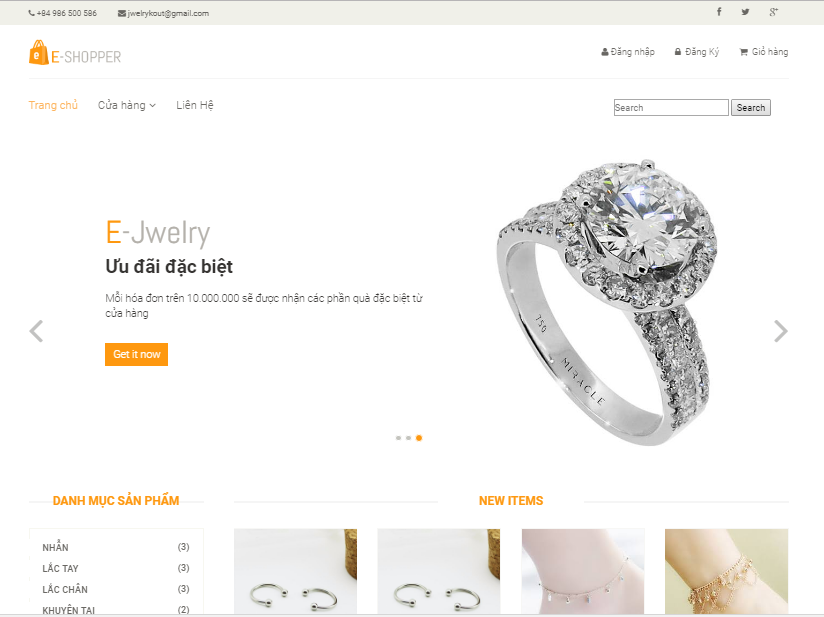 +84 986 500 586 jwelrykout@gmail.com
E-SHOPPER
Đăng nhập Đăng Ký Giỏ hàng
Trang chủ Cửa hàng Liên Hệ
Search Search
E-Jwelry
Ưu đãi đặc biệt
Mỗi hóa đơn trên 10.000.000 sẽ được nhận các phần quà đặc biệt từ
cửa hàng
Get it now
750
MIRACLE
DANH MỤC SẢN PHẨM
NHẪN (3)
LẮC TAY (3)
LẮC CHÂN (3)
KHUYÊN TAI (2)
NEW ITEMS